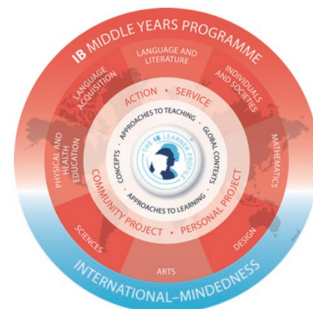 IB MIDDLE YEARS PROGRAMME
LANGUAGE AND
LITERATURE
LANGUAGE
ACQUISITION
INDIVIDUALS
AND SOCIETIES
PHYSICAL AND
HEALTH
EDUCATION
MATHEMATICS
SCIENCES
DESIGN
ARTS
ACTION • SERVICE
COMMUNITY PROJECT • PERSONAL PROJECT
APPROACHES TO TEACHING • GLOBAL CONTEXTS •
APPROACHES TO LEARNING • CONCEPTS •
THE IB LEARNER PROFILE
INTERNATIONAL–MINDEDNESS